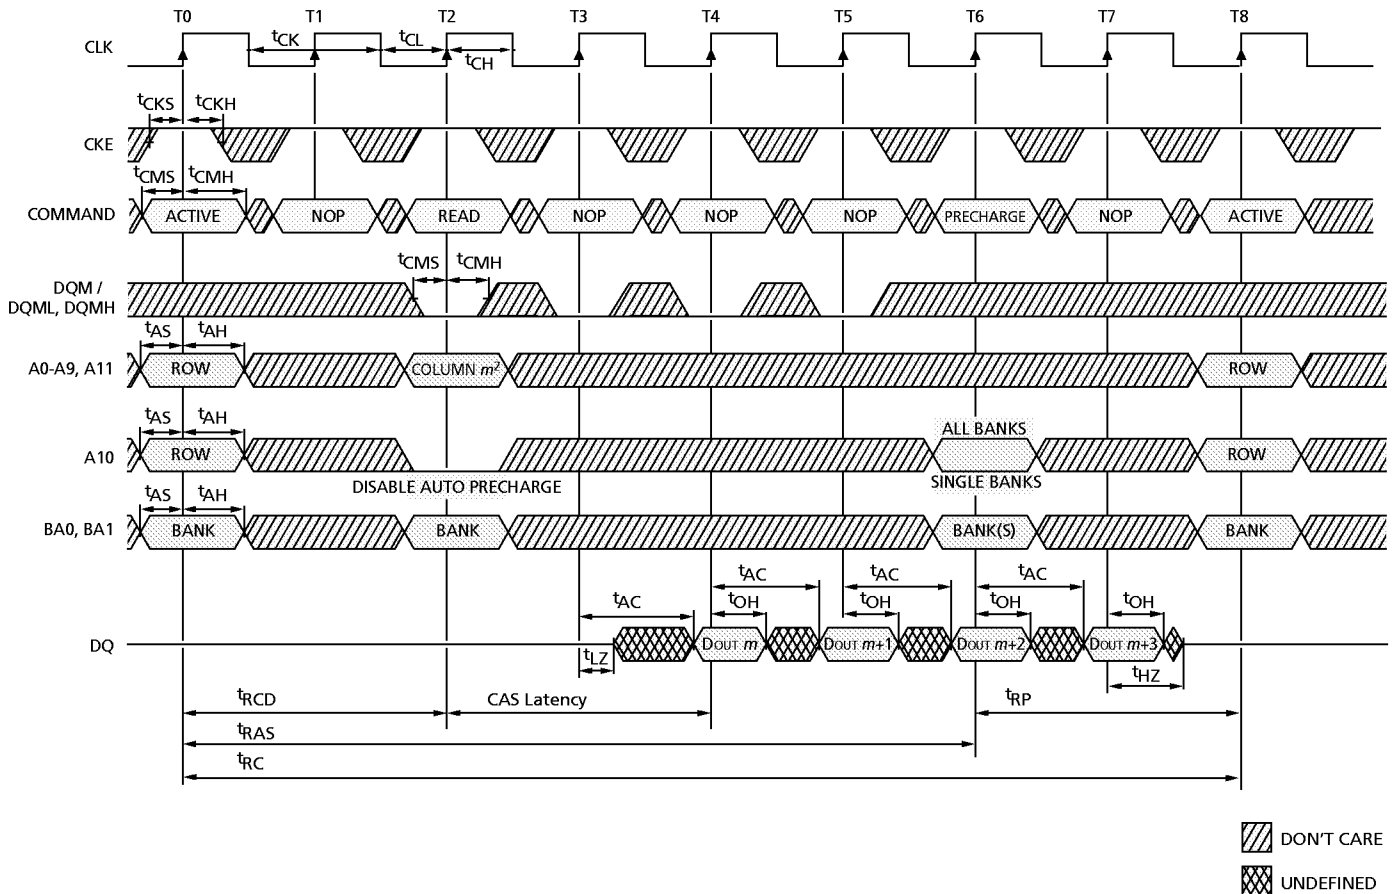 T0 T1 T2 T3 T4 T5 T6 T7 T8
CLK
tCK tCL
tCH
tCKS tCKH
CKE
tCMS tCMH
COMMAND ACTIVE NOP READ NOP NOP NOP PRECHARGE NOP ACTIVE
tCMS tCMH
DQM /
DQML, DQMH
tAS tAH
A0-A9, A11 ROW COLUMN m2 ROW
tAS tAH
ALL BANKS
A10 ROW ROW
DISABLE AUTO PRECHARGE SINGLE BANKS
tAS tAH
BA0, BA1 BANK BANK BANK(S) BANK
tAC tAC tAC
tAC tOH tOH tOH tOH
DQ DOUT m DOUT m+1 DOUT m+2 DOUT m+3
tLZ tHZ
tRCD CAS Latency tRP
tRAS
tRC
DON'T CARE
UNDEFINED